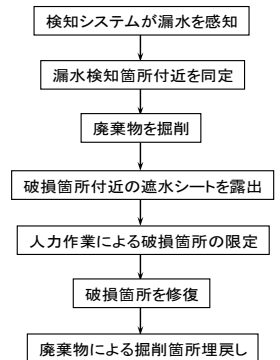 検知システムが漏水を感知
漏水検知箇所付近を同定
廃棄物を掘削
破損箇所付近の遮水シートを露出
人力作業による破損箇所の限定
破損箇所を修復
廃棄物による掘削箇所埋戻し